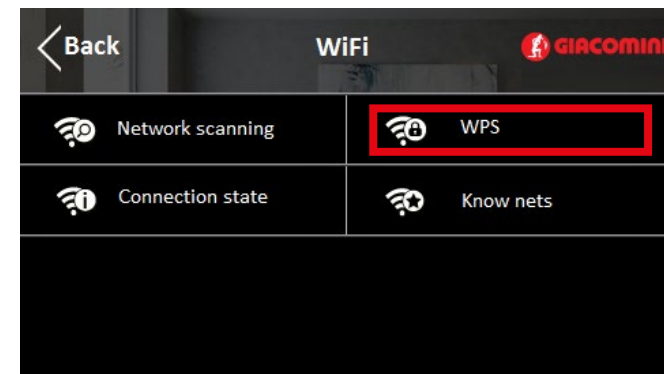 Back
WiFi
GIACOMINI
Network scanning
WPS
Connection state
Know nets